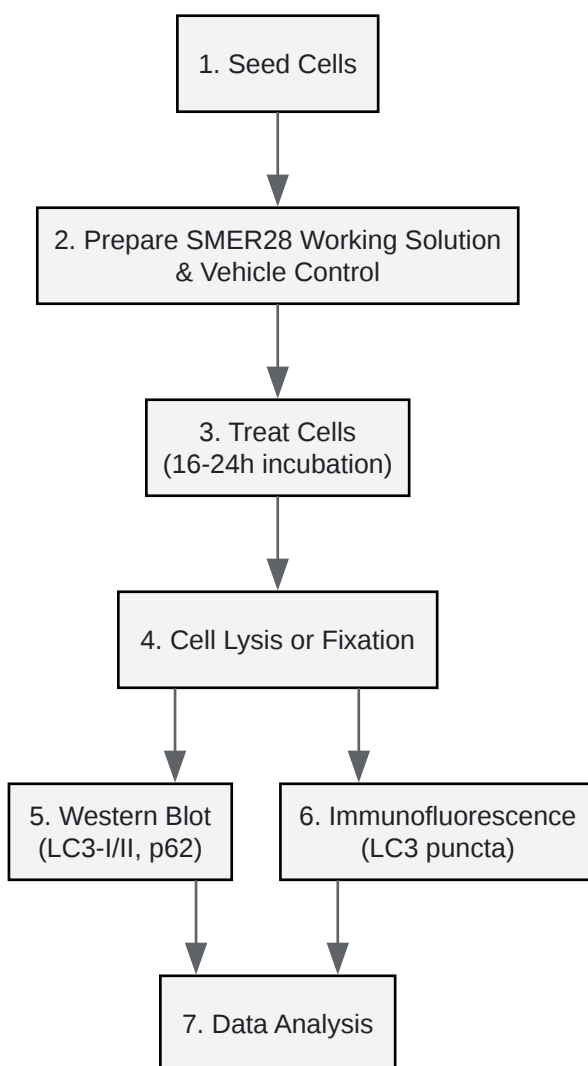 1. Seed Cells
2. Prepare SMER28 Working Solution
& Vehicle Control
3. Treat Cells
(16-24h incubation)
4. Cell Lysis or Fixation
5. Western Blot
(LC3-I/II, p62)
6. Immunofluorescence
(LC3 puncta)
7. Data Analysis